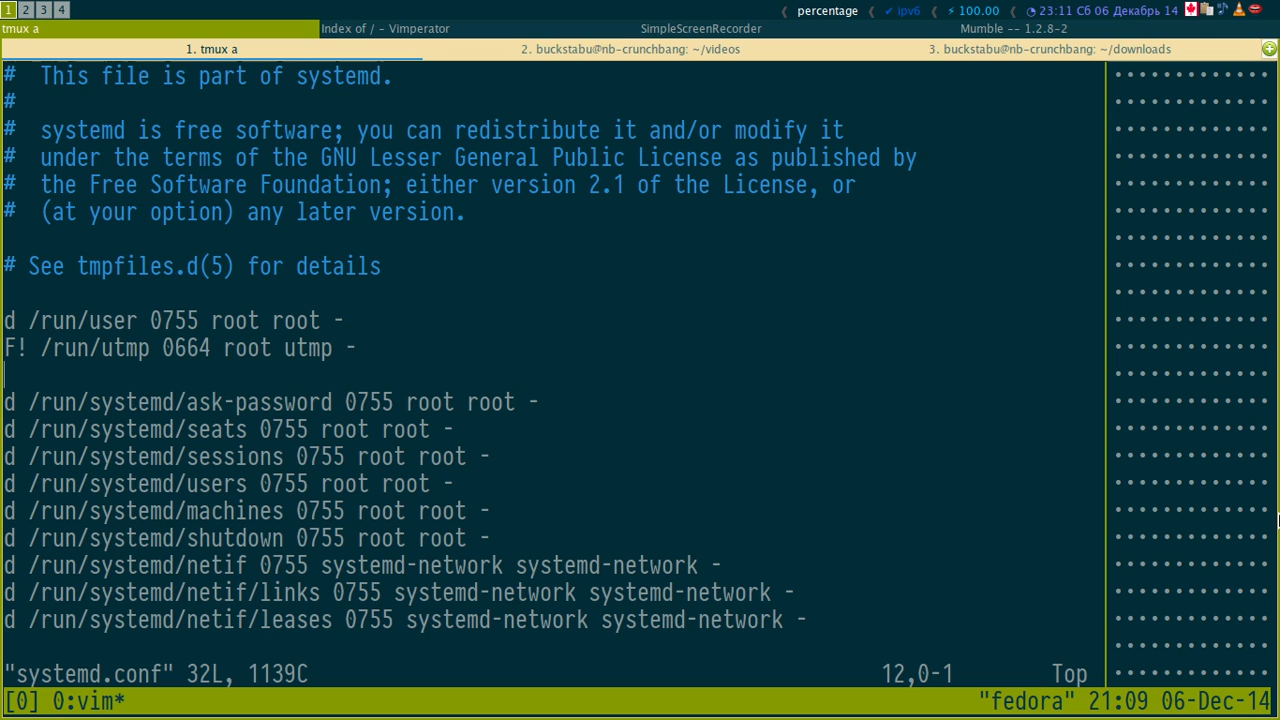 1 2 3 4 percentage ✔ ipv6 ⚡ 100.00 23:11 Сб 06 Декабрь 14
tmux a Index of / - Vimperator SimpleScreenRecorder Mumble -- 1.2.8-2
1. tmux a 2. buckstabu@nb-crunchbang: ~/videos 3. buckstabu@nb-crunchbang: ~/downloads
#  This file is part of systemd.
#
#  systemd is free software; you can redistribute it and/or modify it
#  under the terms of the GNU Lesser General Public License as published by
#  the Free Software Foundation; either version 2.1 of the License, or
#  (at your option) any later version.
# See tmpfiles.d(5) for details
d /run/user 0755 root root -
F! /run/utmp 0664 root utmp -
d /run/systemd/ask-password 0755 root root -
d /run/systemd/seats 0755 root root -
d /run/systemd/sessions 0755 root root -
d /run/systemd/users 0755 root root -
d /run/systemd/machines 0755 root root -
d /run/systemd/shutdown 0755 root root -
d /run/systemd/netif 0755 systemd-network systemd-network -
d /run/systemd/netif/links 0755 systemd-network systemd-network -
d /run/systemd/netif/leases 0755 systemd-network systemd-network -
"systemd.conf" 32L, 1139C 12,0-1 Top
[0] 0:vim* "fedora" 21:09 06-Dec-14